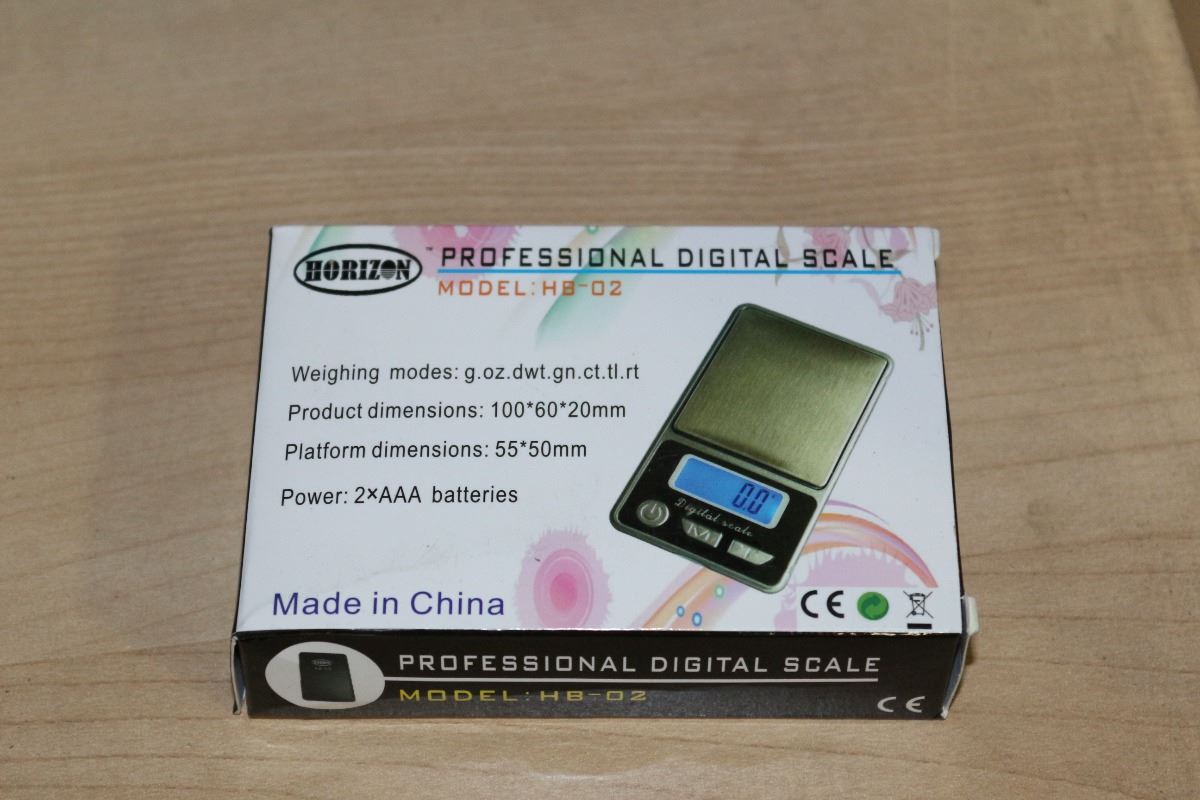 HORIZON
™ PROFESSIONAL DIGITAL SCALE
MODEL:HB-02
Weighing modes: g.oz.dwt.gn.ct.tl.rt
Product dimensions: 100*60*20mm
Platform dimensions: 55*50mm
Power: 2×AAA batteries
0.0
Digital scale
M
Made in China
CE
PROFESSIONAL DIGITAL SCALE
MODEL:HB-02
CE